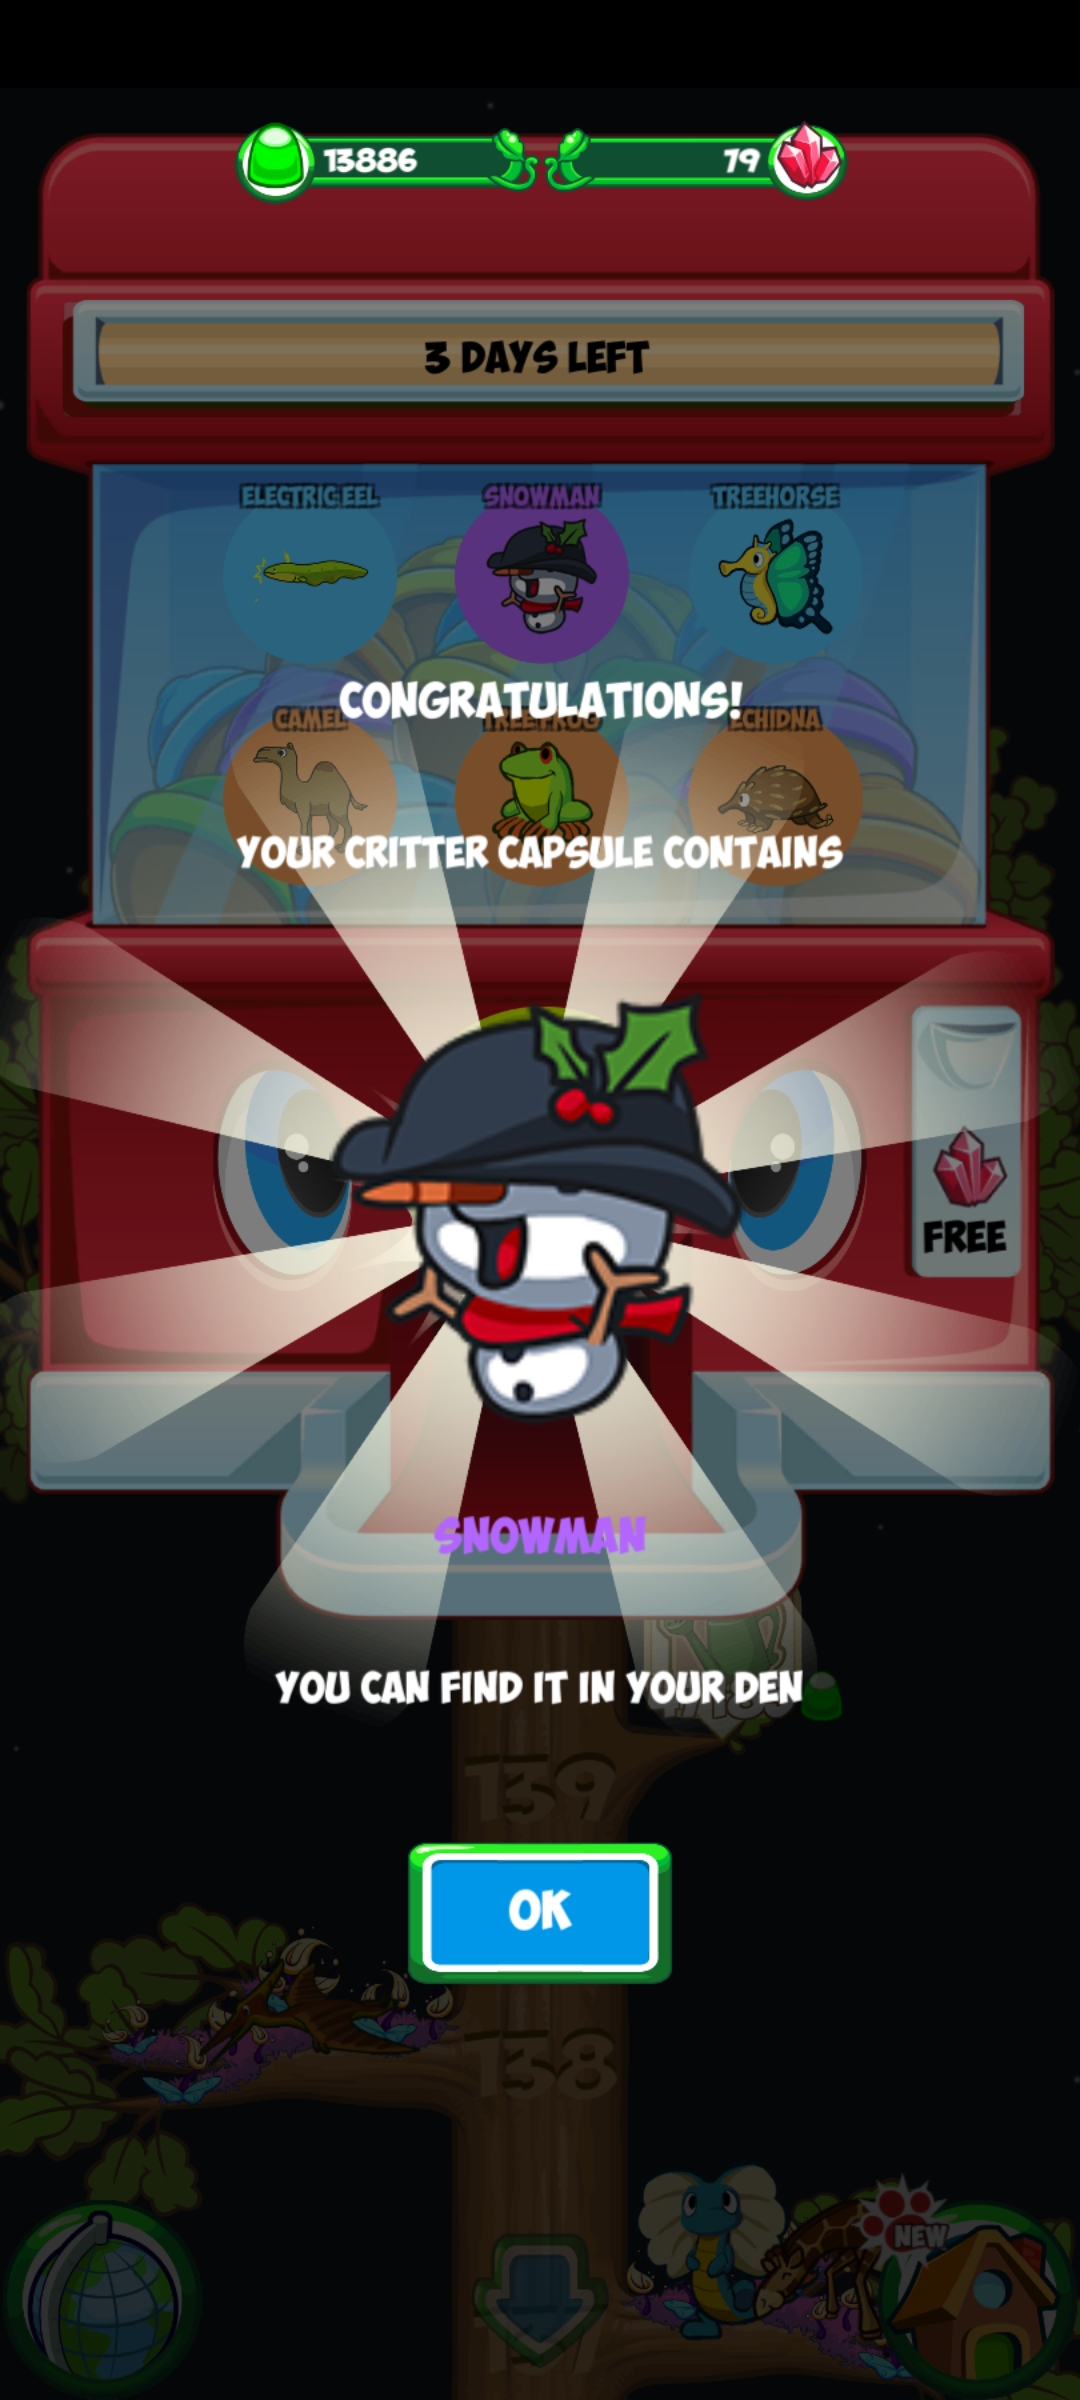 13886
79
3 DAYS LEFT
ELECTRIC EEL
SNOWMAN
TREEHORSE
CONGRATULATIONS!
CAMEL
ECHIDNA
YOUR CRITTER CAPSULE CONTAINS
FREE
SNOWMAN
YOU CAN FIND IT IN YOUR DEN
139
OK
138
NEW